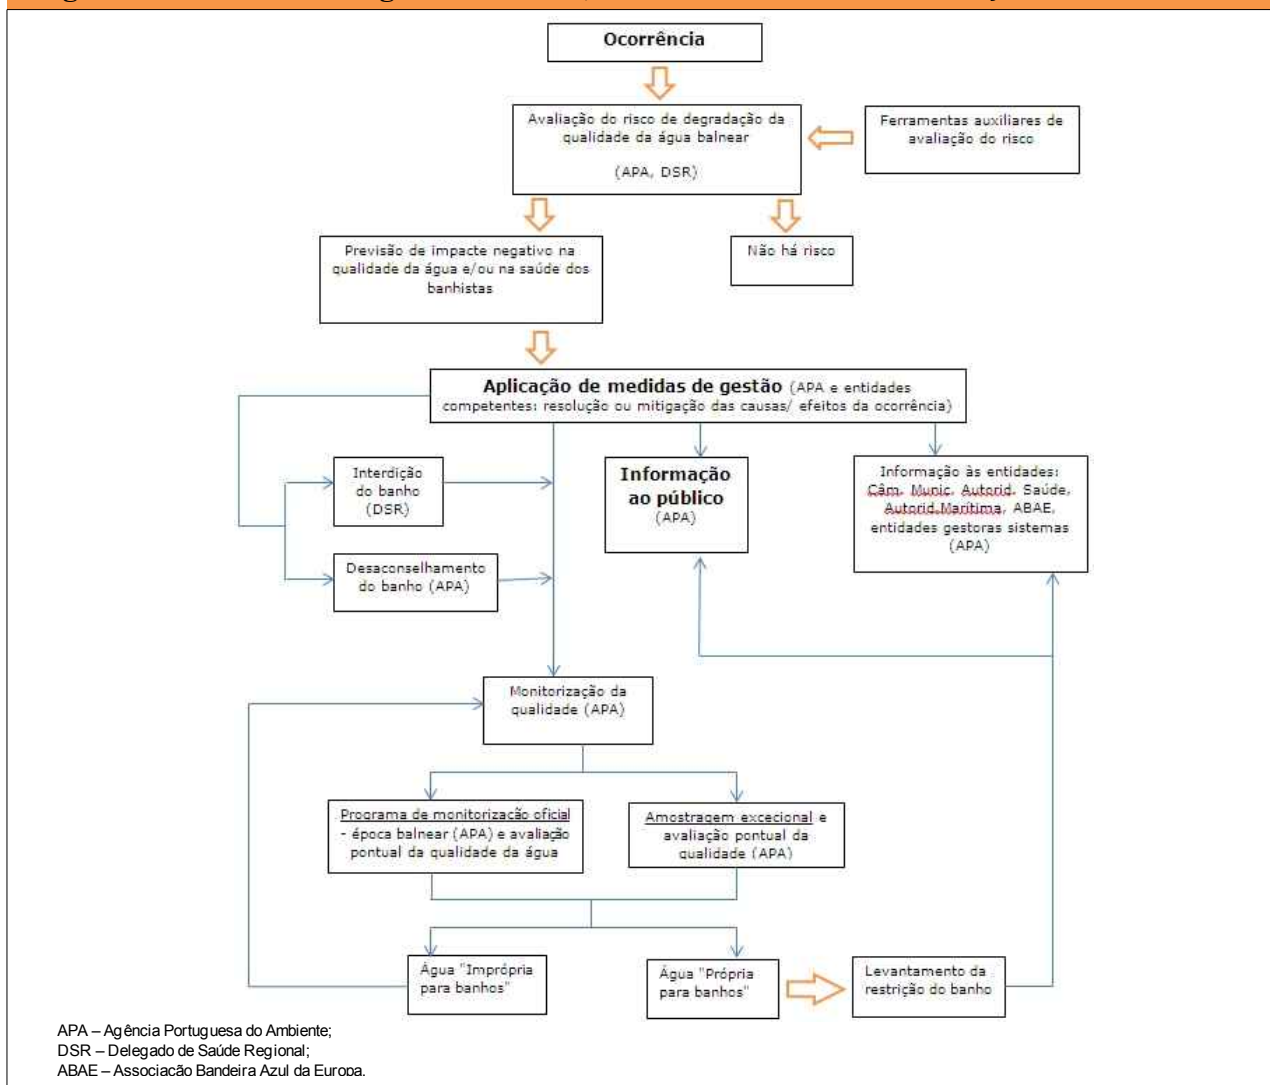 Ocorrência
Avaliação do risco de degradação da
qualidade da água balnear
(APA, DSR)
Ferramentas auxiliares de
avaliação do risco
Previsão de impacte negativo na
qualidade da água e/ou na saúde dos
banhistas
Não há risco
Aplicação de medidas de gestão (APA e entidades
competentes: resolução ou mitigação das causas/ efeitos da ocorrência)
Interdição
do banho
(DSR)
Informação
ao público
(APA)
Informação às entidades:
Câm. Munic. Autorid. Saúde,
Autorid.Marítima, ABAE,
entidades gestoras sistemas
(APA)
Desaconselhamento
do banho (APA)
Monitorização da
qualidade (APA)
Programa de monitorização oficial
- época balnear (APA) e avaliação
pontual da qualidade da água
Amostragem excecional e
avaliação pontual da
qualidade (APA)
Água "Imprópria
para banhos"
Água "Própria
para banhos"
Levantamento da
restrição do banho
APA – Agência Portuguesa do Ambiente;
DSR – Delegado de Saúde Regional;
ABAE – Associação Bandeira Azul da Europa.